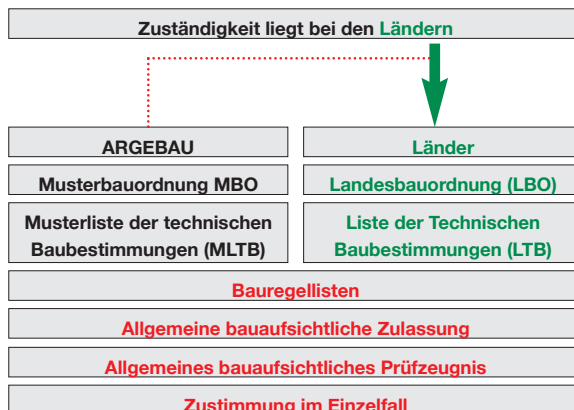 Zuständigkeit liegt bei den Ländern
ARGEBAU
Musterbauordnung MBO
Musterliste der technischen
Baubestimmungen (MLTB)
Länder
Landesbauordnung (LBO)
Liste der Technischen
Baubestimmungen (LTB)
Bauregellisten
Allgemeine bauaufsichtliche Zulassung
Allgemeines bauaufsichtliches Prüfzeugnis
Zustimmung im Einzelfall